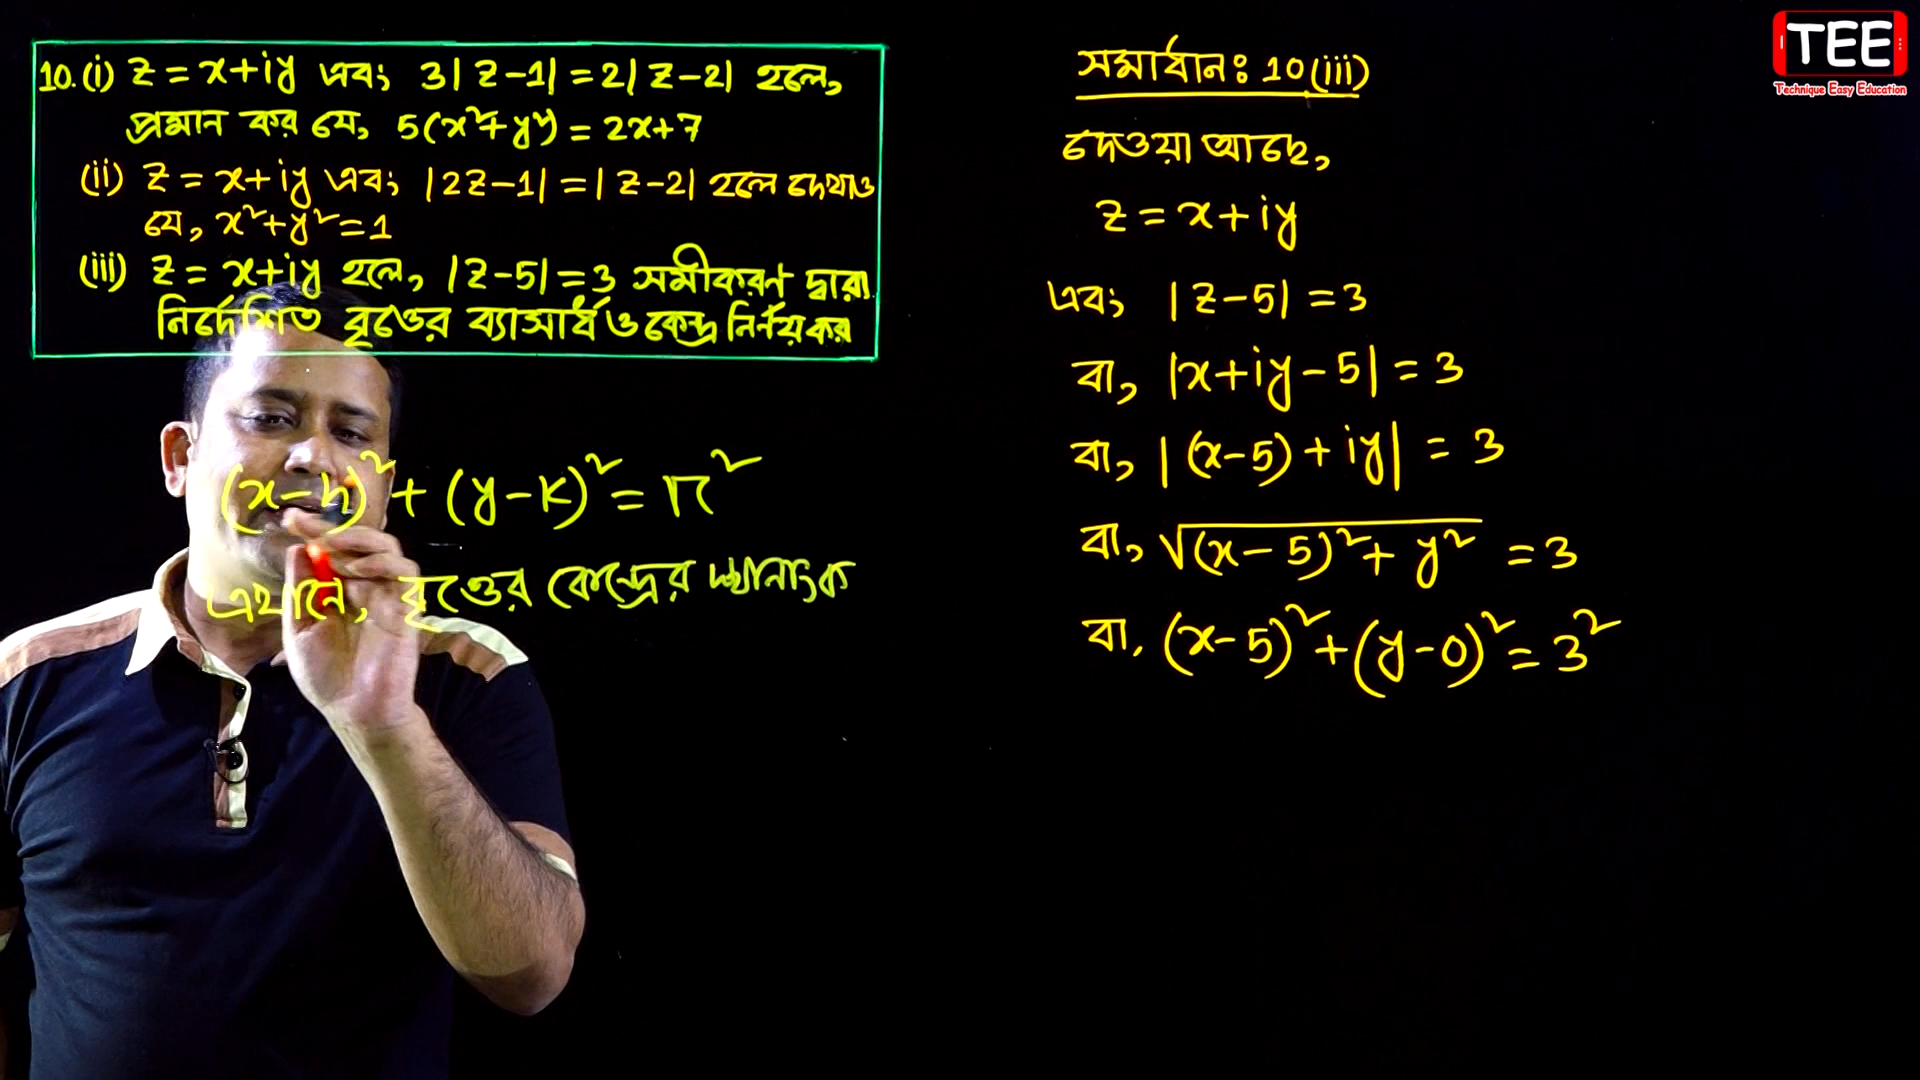 10.(i) z = x+iy এবং 3|z-1| = 2|z-2| হলে,
প্রমান কর যে, 5(x²+y²) = 2x+7
(ii) z = x+iy এবং |2z-1| = |z-2| হলে দেখাও
যে, x²+y²=1
(iii) z = x+iy হলে, |z-5| = 3 সমীকরণ দ্বারা
নির্দেশিত বৃত্তের ব্যাসার্ধ ও কেন্দ্র নির্নয় কর
(x-h)² + (y-k)² = r²
এখানে, বৃত্তের কেন্দ্রের স্থানাংক
সমাধানঃ 10(iii)
দেওয়া আছে,
z = x+iy
এবং |z-5| = 3
বা, |x+iy-5| = 3
বা, |(x-5)+iy| = 3
বা, √(x-5)²+y² = 3
বা, (x-5)²+(y-0)² = 3²
TEE
Technique Easy Education